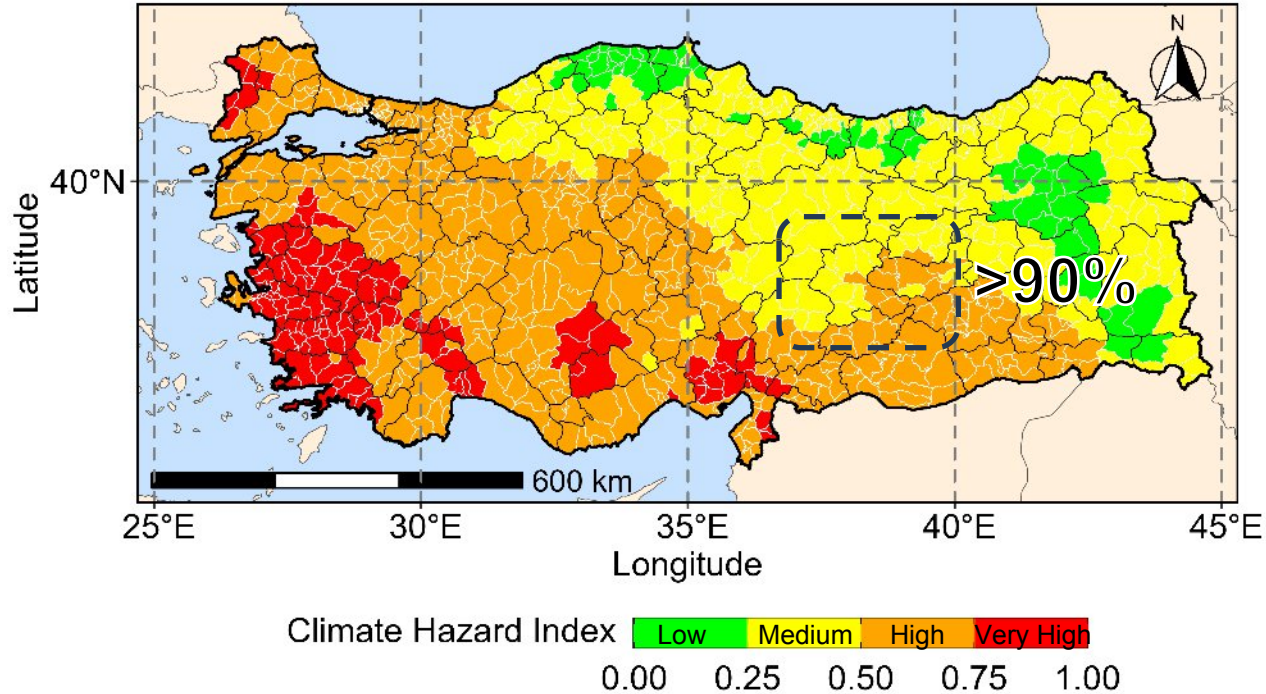 N
40°N
Latitude
>90%
600 km
25°E 30°E 35°E 40°E 45°E
Longitude
Climate Hazard Index Low Medium High Very High
0.00 0.25 0.50 0.75 1.00